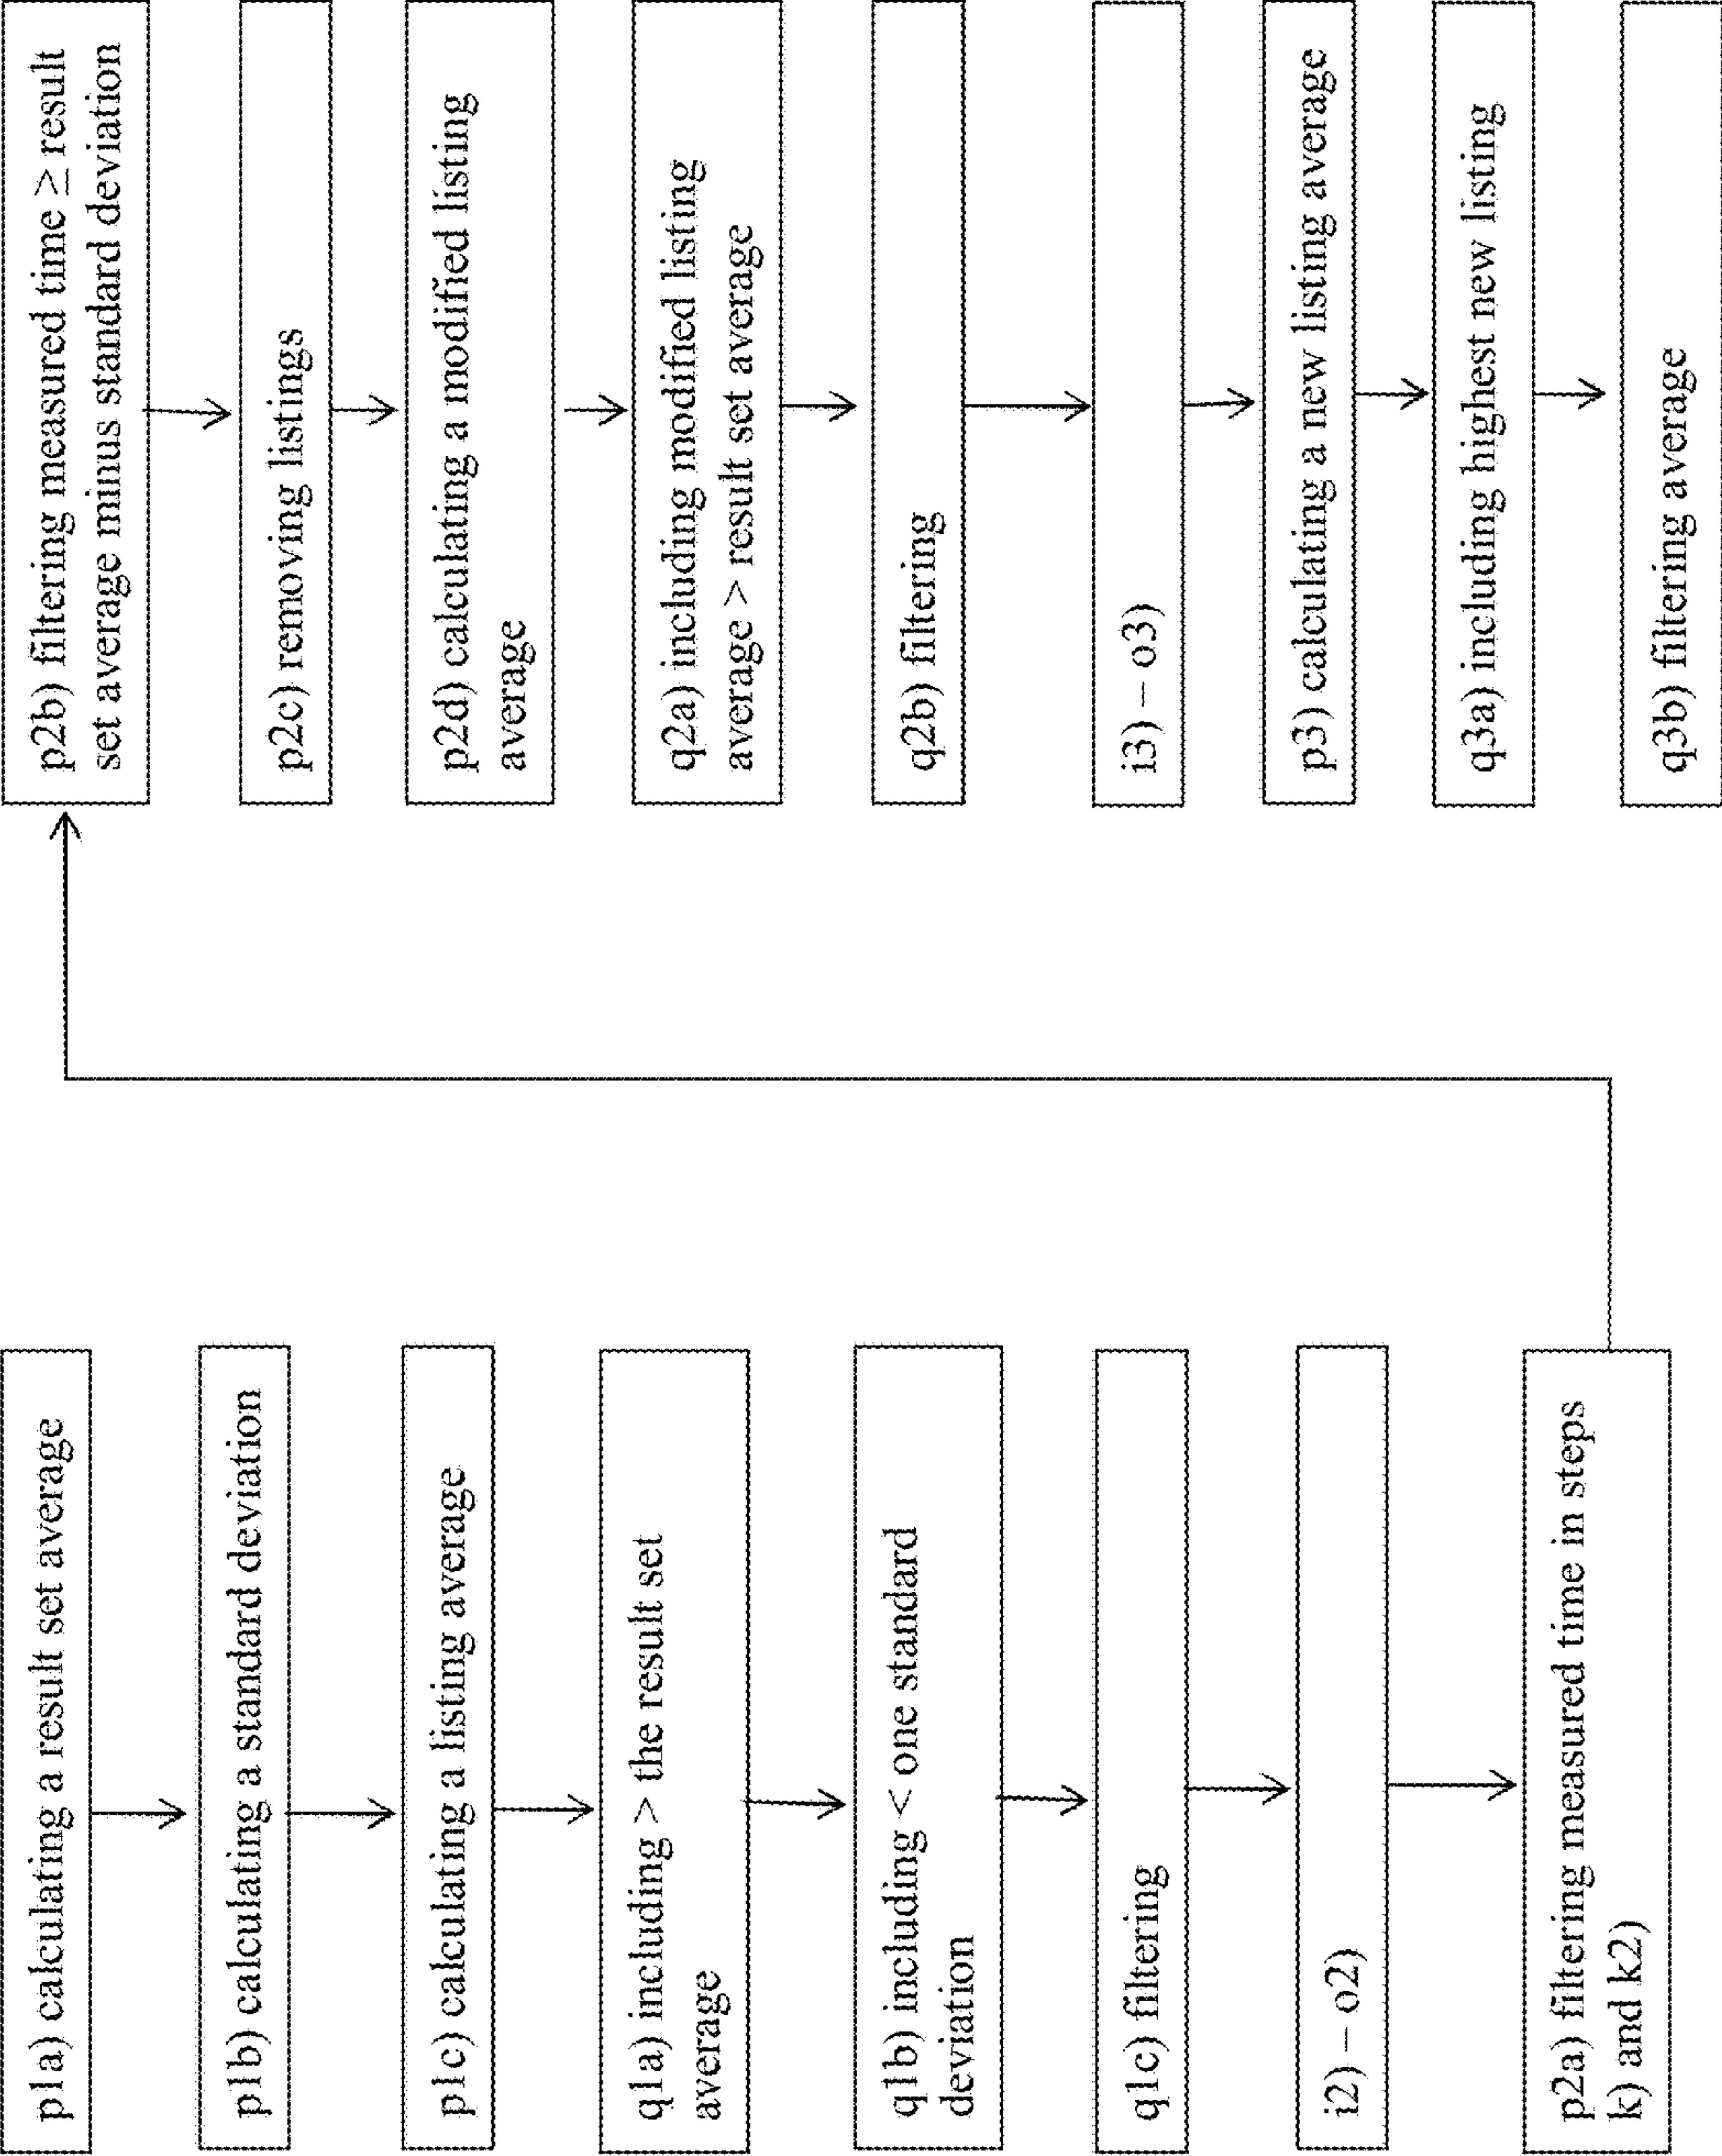 p1a) calculating a result set average
p1b) calculating a standard deviation
p1c) calculating a listing average
q1a) including > the result set
average
q1b) including < one standard
deviation
q1c) filtering
i2) – o2)
p2a) filtering measured time in steps
k) and k2)
p2b) filtering measured time ≥ result
set average minus standard deviation
p2c) removing listings
p2d) calculating a modified listing
average
q2a) including modified listing
average > result set average
q2b) filtering
i3) – o3)
p3) calculating a new listing average
q3a) including highest new listing
q3b) filtering average